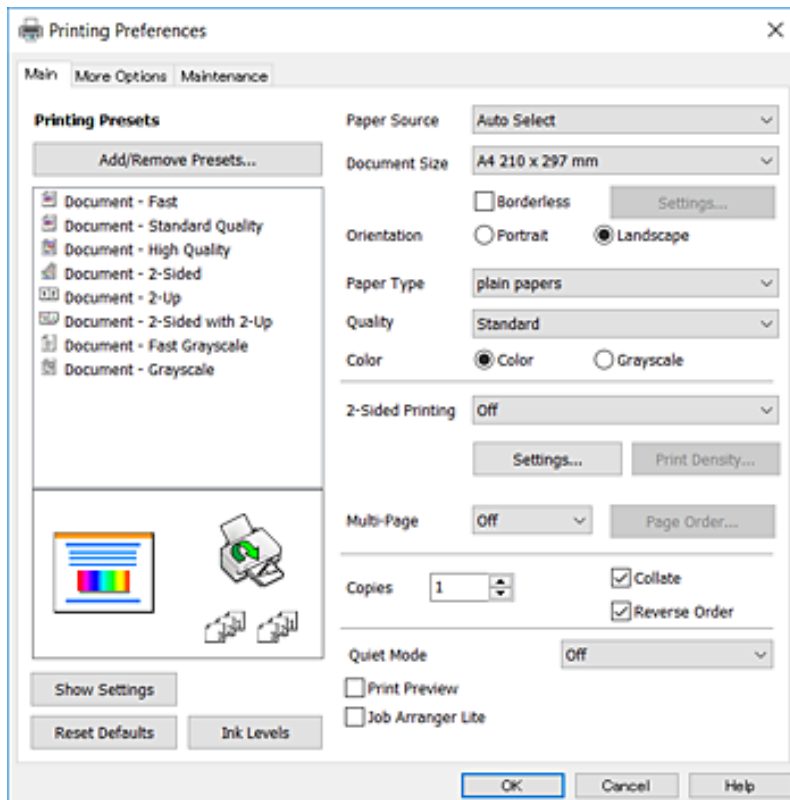 Printing Preferences
Main More Options Maintenance
Printing Presets
Add/Remove Presets...
Document - Fast
Document - Standard Quality
Document - High Quality
Document - 2-Sided
Document - 2-Up
Document - 2-Sided with 2-Up
Document - Fast Grayscale
Document - Grayscale
Show Settings
Reset Defaults Ink Levels
Paper Source Auto Select
Document Size A4 210 x 297 mm
Borderless Settings...
Orientation Portrait Landscape
Paper Type plain papers
Quality Standard
Color Color Grayscale
2-Sided Printing Off
Settings... Print Density...
Multi-Page Off Page Order...
Copies 1 Collate
Reverse Order
Quiet Mode Off
Print Preview
Job Arranger Lite
OK Cancel Help